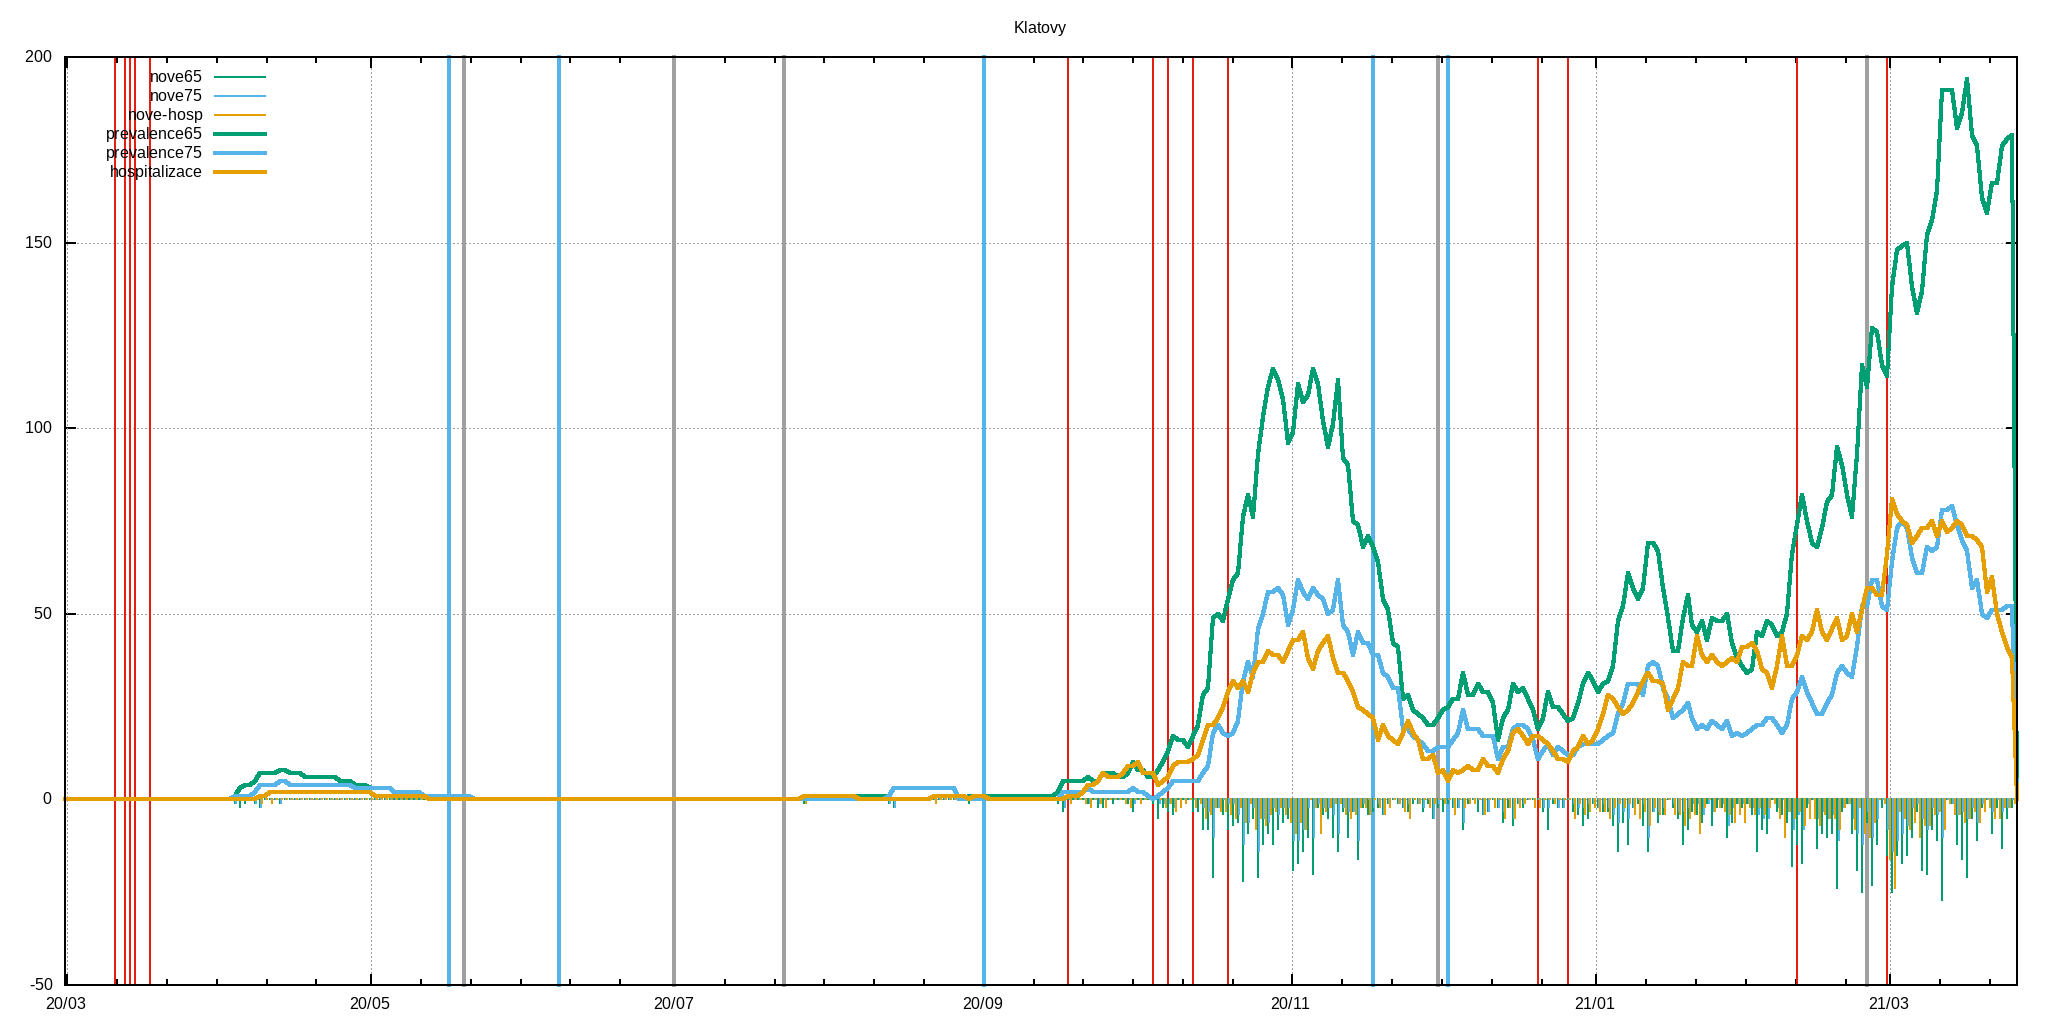 Klatovy
200
nove65
nove75
nove-hosp
prevalence65
prevalence75
hospitalizace
150
100
50
0
-50
20/03 20/05 20/07 20/09 20/11 21/01 21/03